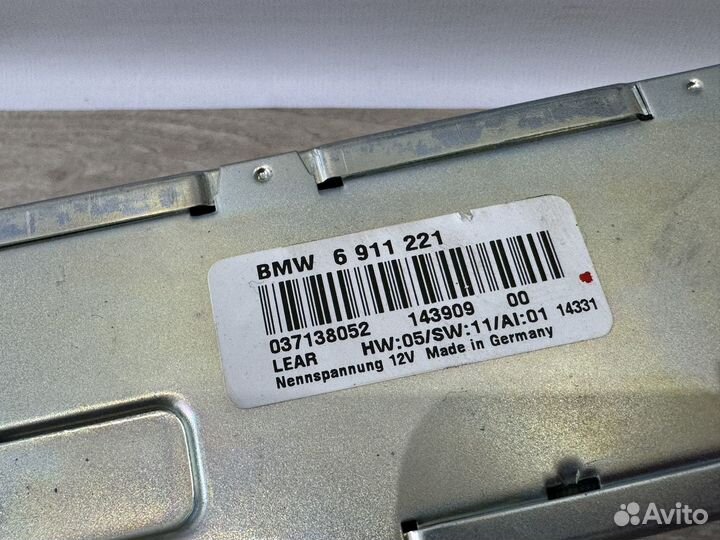 BMW 6 911 221
037138052 143909 00
LEAR HW:05/SW:11/AI:01 14331
Nennspannung 12V Made in Germany
Avito